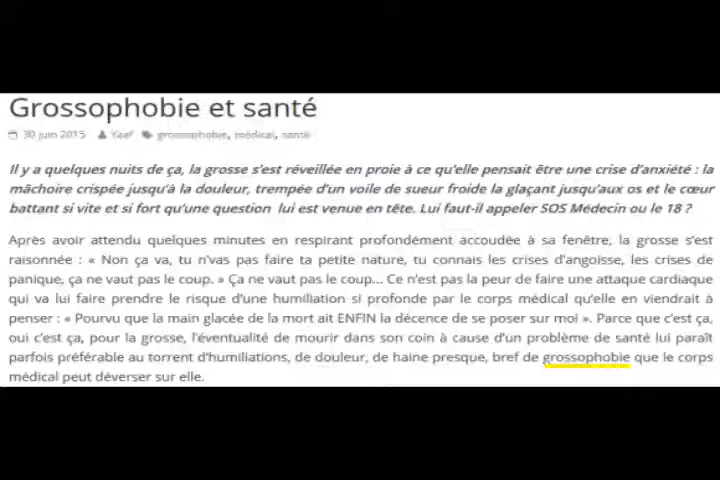 Grossophobie et santé
30 juin 2015 Yaaf grossophobie, médical, santé
Il y a quelques nuits de ça, la grosse s'est réveillée en proie à ce qu'elle pensait être une crise d'anxiété : la
mâchoire crispée jusqu'à la douleur, trempée d'un voile de sueur froide la glaçant jusqu'aux os et le cœur
battant si vite et si fort qu'une question lui est venue en tête. Lui faut-il appeler SOS Médecin ou le 18 ?
Après avoir attendu quelques minutes en respirant profondément accoudée à sa fenêtre, la grosse s'est
raisonnée : « Non ça va, tu n'vas pas faire ta petite nature, tu connais les crises d'angoisse, les crises de
panique, ça ne vaut pas le coup. » Ça ne vaut pas le coup... Ce n'est pas la peur de faire une attaque cardiaque
qui va lui faire prendre le risque d'une humiliation si profonde par le corps médical qu'elle en viendrait à
penser : « Pourvu que la main glacée de la mort ait ENFIN la décence de se poser sur moi ». Parce que c'est ça,
oui c'est ça, pour la grosse, l'éventualité de mourir dans son coin à cause d'un problème de santé lui paraît
parfois préférable au torrent d'humiliations, de douleur, de haine presque, bref de grossophobie que le corps
médical peut déverser sur elle.